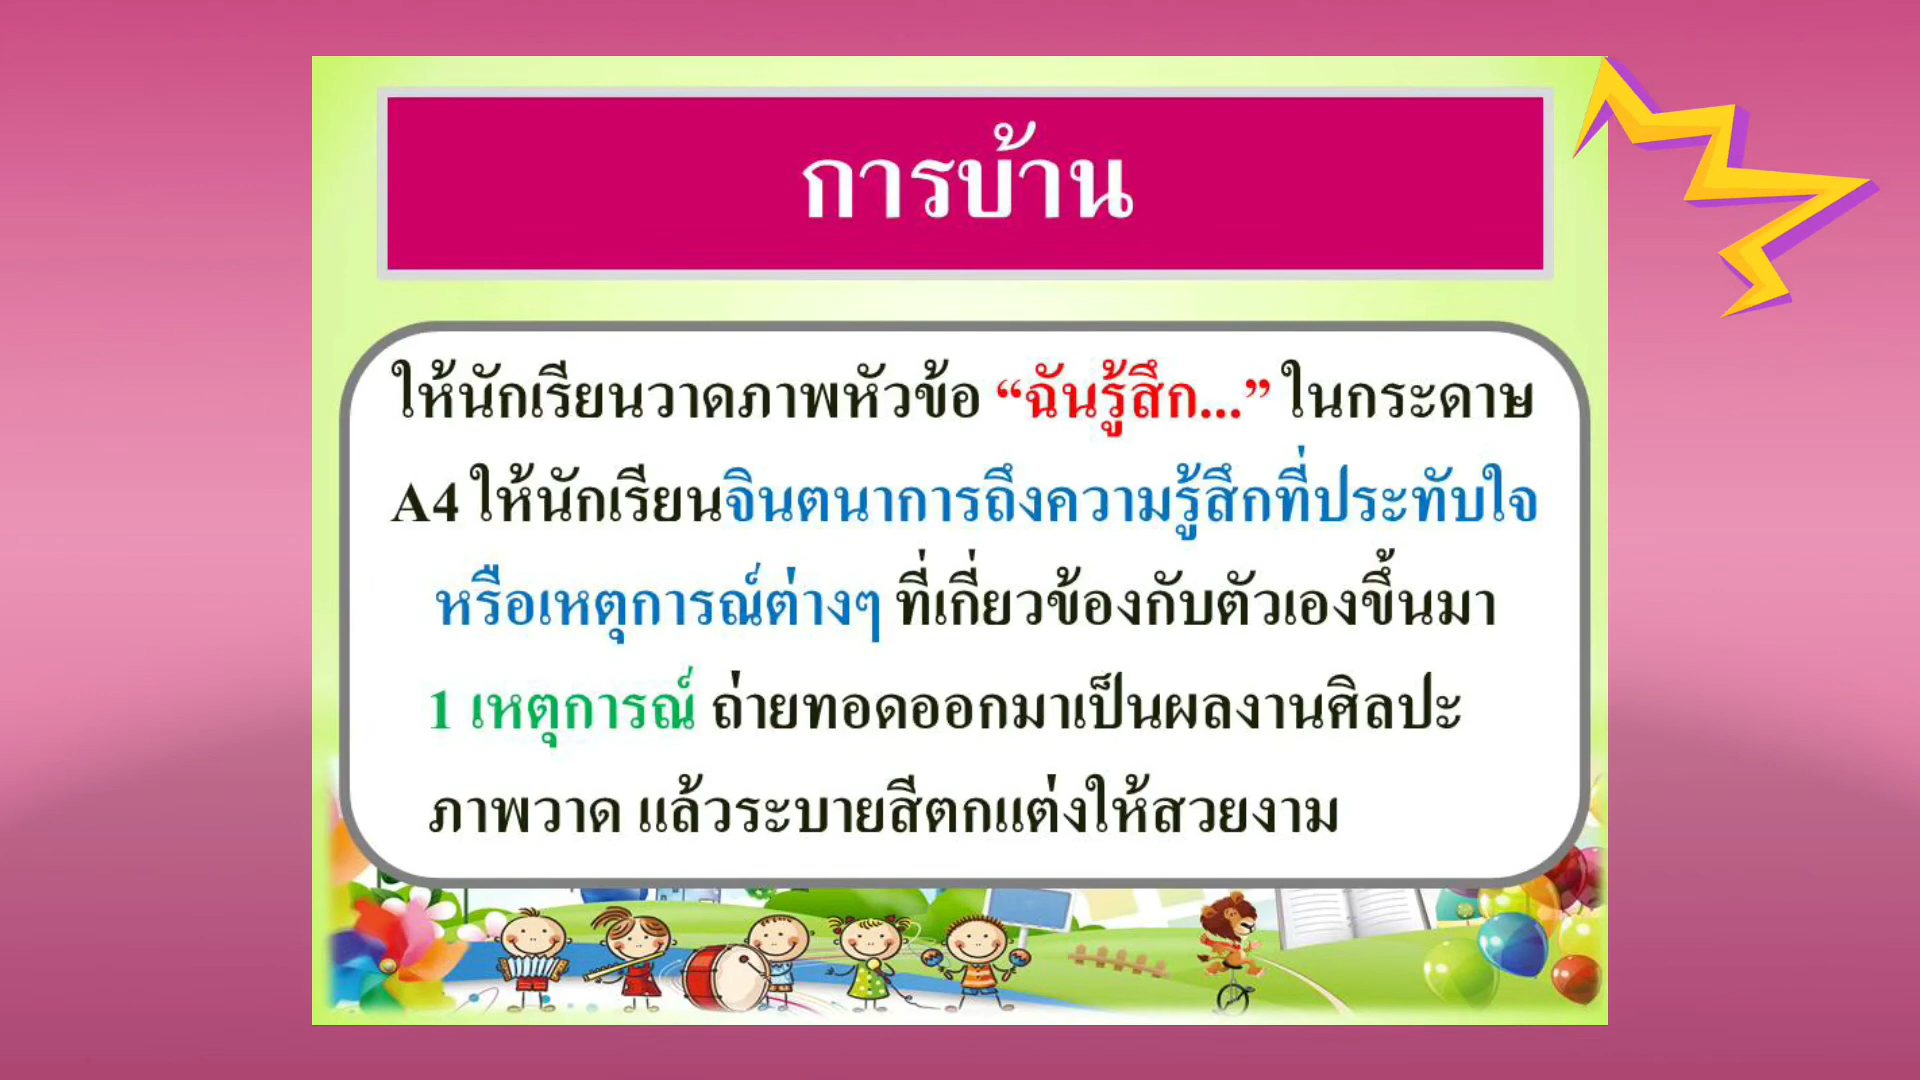 การบ้าน
ให้นักเรียนวาดภาพหัวข้อ “ฉันรู้สึก...” ในกระดาษ
A4 ให้นักเรียนจินตนาการถึงความรู้สึกที่ประทับใจ
หรือเหตุการณ์ต่างๆ ที่เกี่ยวข้องกับตัวเองขึ้นมา
1 เหตุการณ์ ถ่ายทอดออกมาเป็นผลงานศิลปะ
ภาพวาด แล้วระบายสีตกแต่งให้สวยงาม